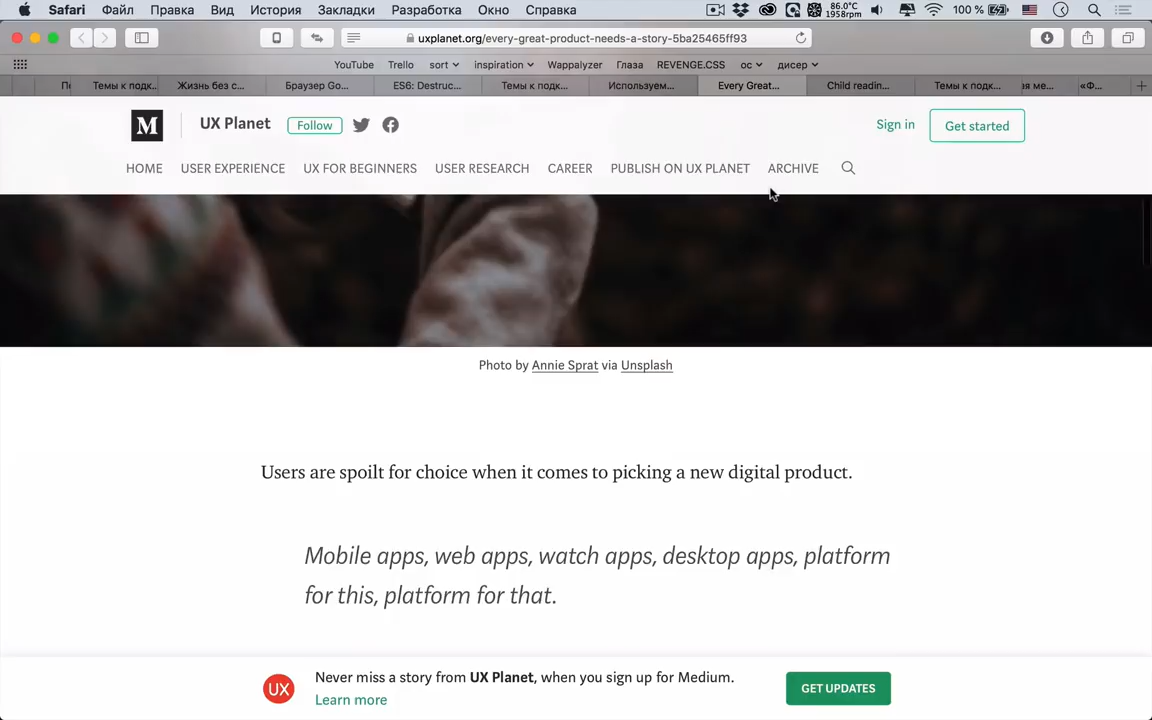 Safari Файл Правка Вид История Закладки Разработка Окно Справка 86.0°C 1958rpm 100 %
uxplanet.org/every-great-product-needs-a-story-5ba25465ff93
YouTube Trello sort inspiration Wappalyzer Глаза REVENGE.CSS ос дисер
Темы к подк... Жизнь без с... Браузер Go... ES6: Destruc... Темы к подк... Используем... Every Great... Child readin... Темы к подк... «Ф...
M UX Planet Follow Sign in Get started
HOME USER EXPERIENCE UX FOR BEGINNERS USER RESEARCH CAREER PUBLISH ON UX PLANET ARCHIVE
Photo by Annie Sprat via Unsplash
Users are spoilt for choice when it comes to picking a new digital product.
Mobile apps, web apps, watch apps, desktop apps, platform
for this, platform for that.
UX Never miss a story from UX Planet, when you sign up for Medium.
Learn more
GET UPDATES